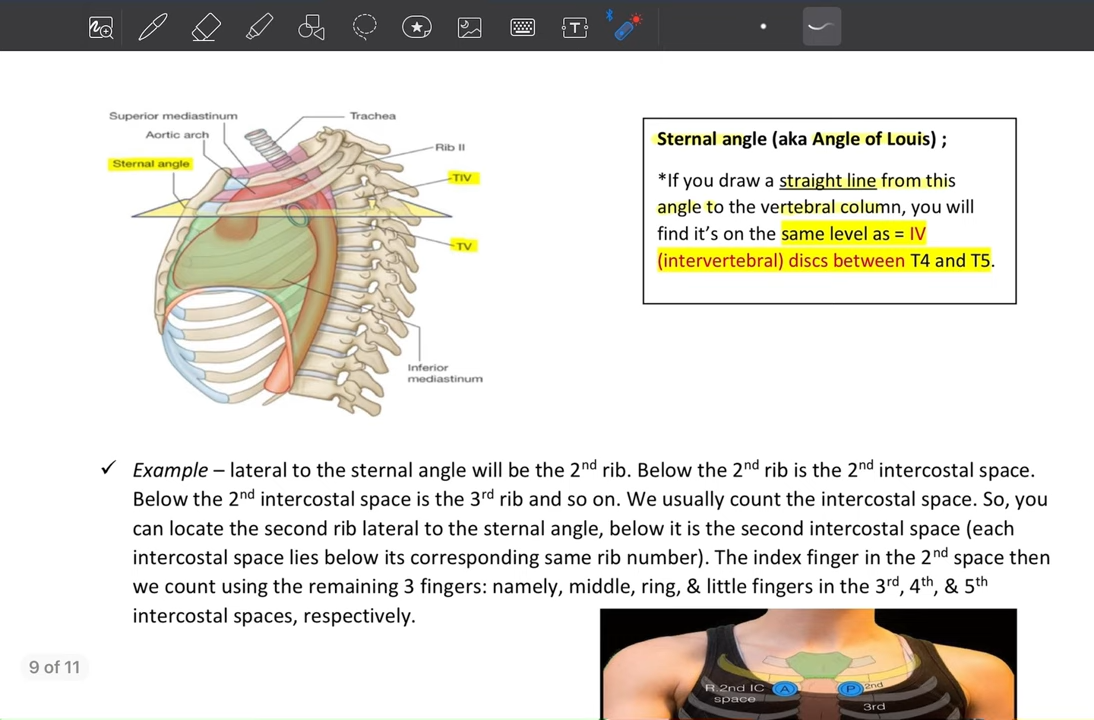 Superior mediastinum
Trachea
Aortic arch
Rib II
Sternal angle
TIV
TV
Inferior
mediastinum
Sternal angle (aka Angle of Louis) ;
*If you draw a straight line from this
angle to the vertebral column, you will
find it’s on the same level as = IV
(intervertebral) discs between T4 and T5.
✓ Example – lateral to the sternal angle will be the 2nd rib. Below the 2nd rib is the 2nd intercostal space.
Below the 2nd intercostal space is the 3rd rib and so on. We usually count the intercostal space. So, you
can locate the second rib lateral to the sternal angle, below it is the second intercostal space (each
intercostal space lies below its corresponding same rib number). The index finger in the 2nd space then
we count using the remaining 3 fingers: namely, middle, ring, & little fingers in the 3rd, 4th, & 5th
intercostal spaces, respectively.
9 of 11
R 2nd IC
space
A
P
2nd
3rd